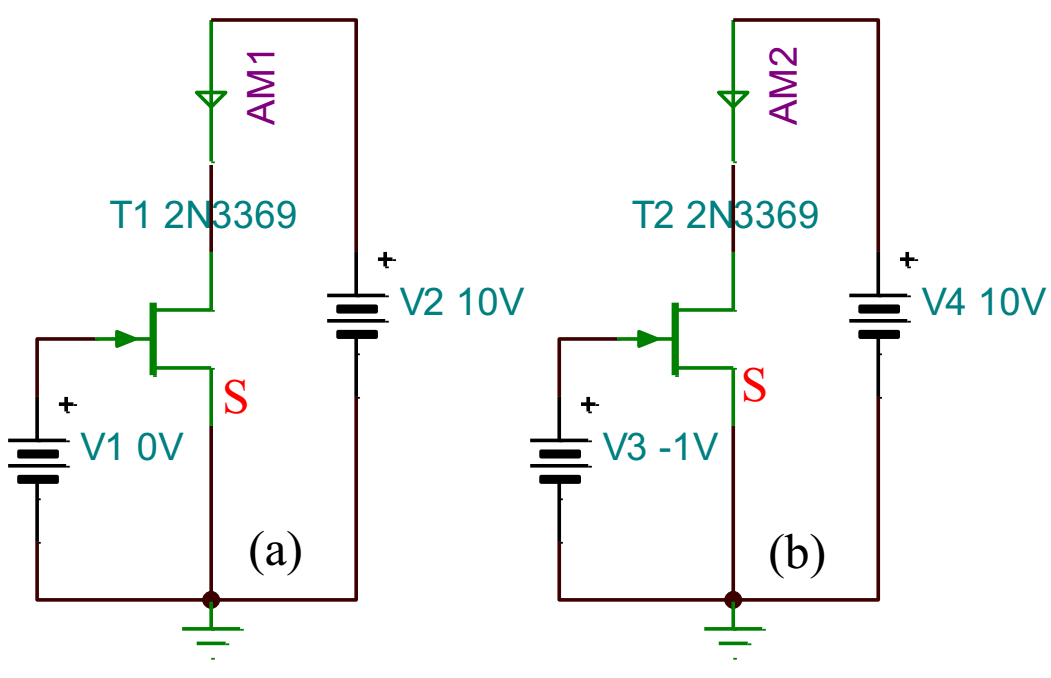 AM1
T1 2N3369
+
V2 10V
S
+
V1 0V
(a)
AM2
T2 2N3369
+
V4 10V
S
+
V3 -1V
(b)